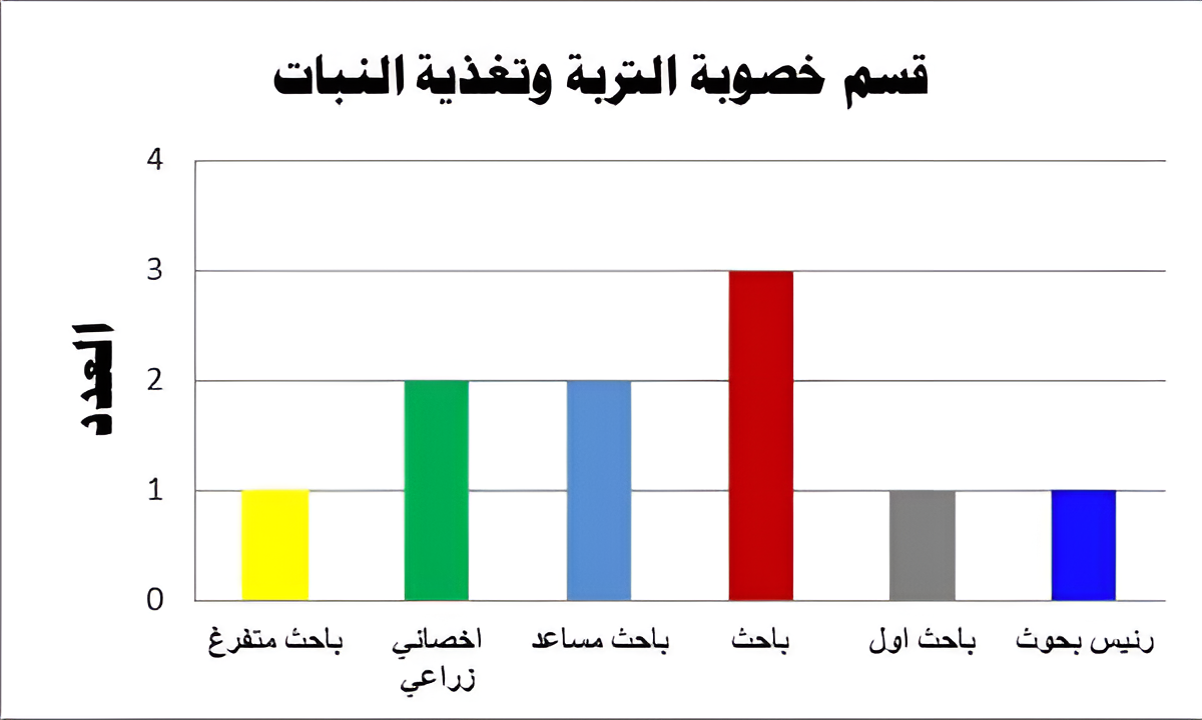 قسم خصوبة التربة وتغذية النبات
4
3
2
1
0
العدد
رئيس بحوث
باحث اول
باحث
باحث مساعد
اخصائي
زراعي
باحث متفرغ